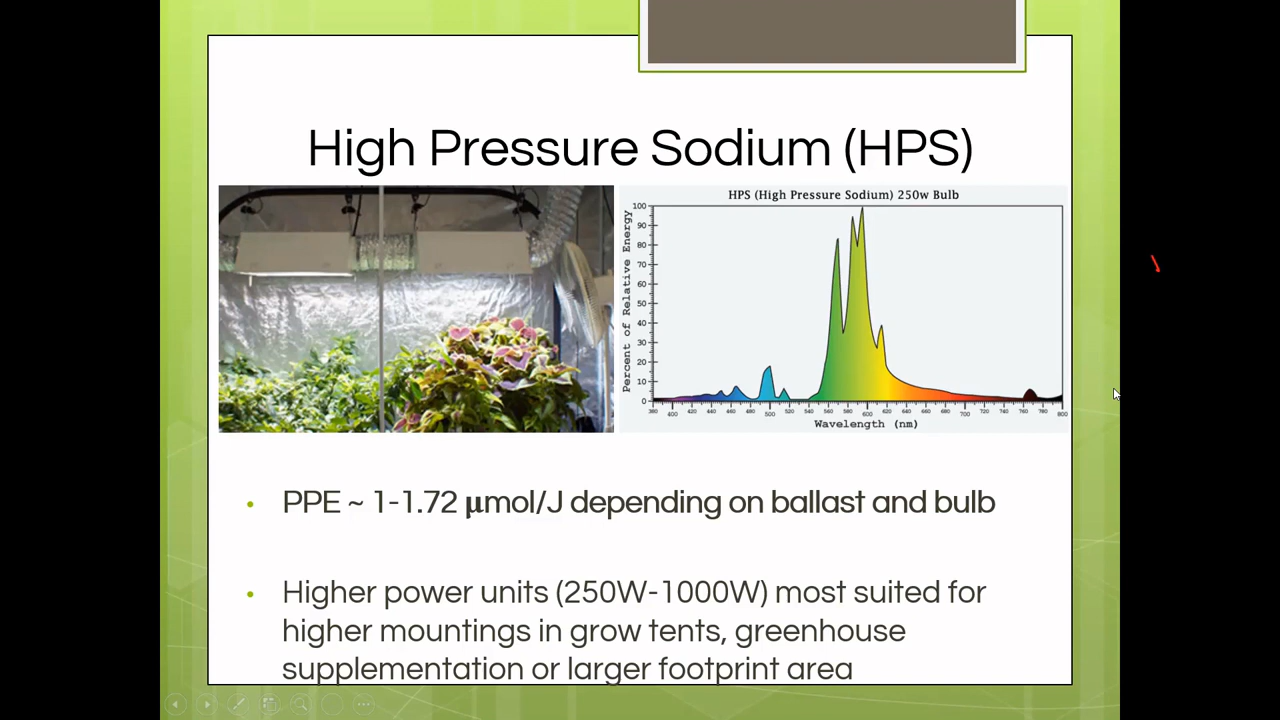 High Pressure Sodium (HPS)
HPS (High Pressure Sodium) 250w Bulb
Percent of Relative Energy
100
90
80
70
60
50
40
30
20
10
0
380 400 420 440 460 480 500 520 540 560 580 600 620 640 660 680 700 720 740 760 780 800
Wavelength (nm)
• PPE ~ 1-1.72 μmol/J depending on ballast and bulb
• Higher power units (250W-1000W) most suited for
higher mountings in grow tents, greenhouse
supplementation or larger footprint area